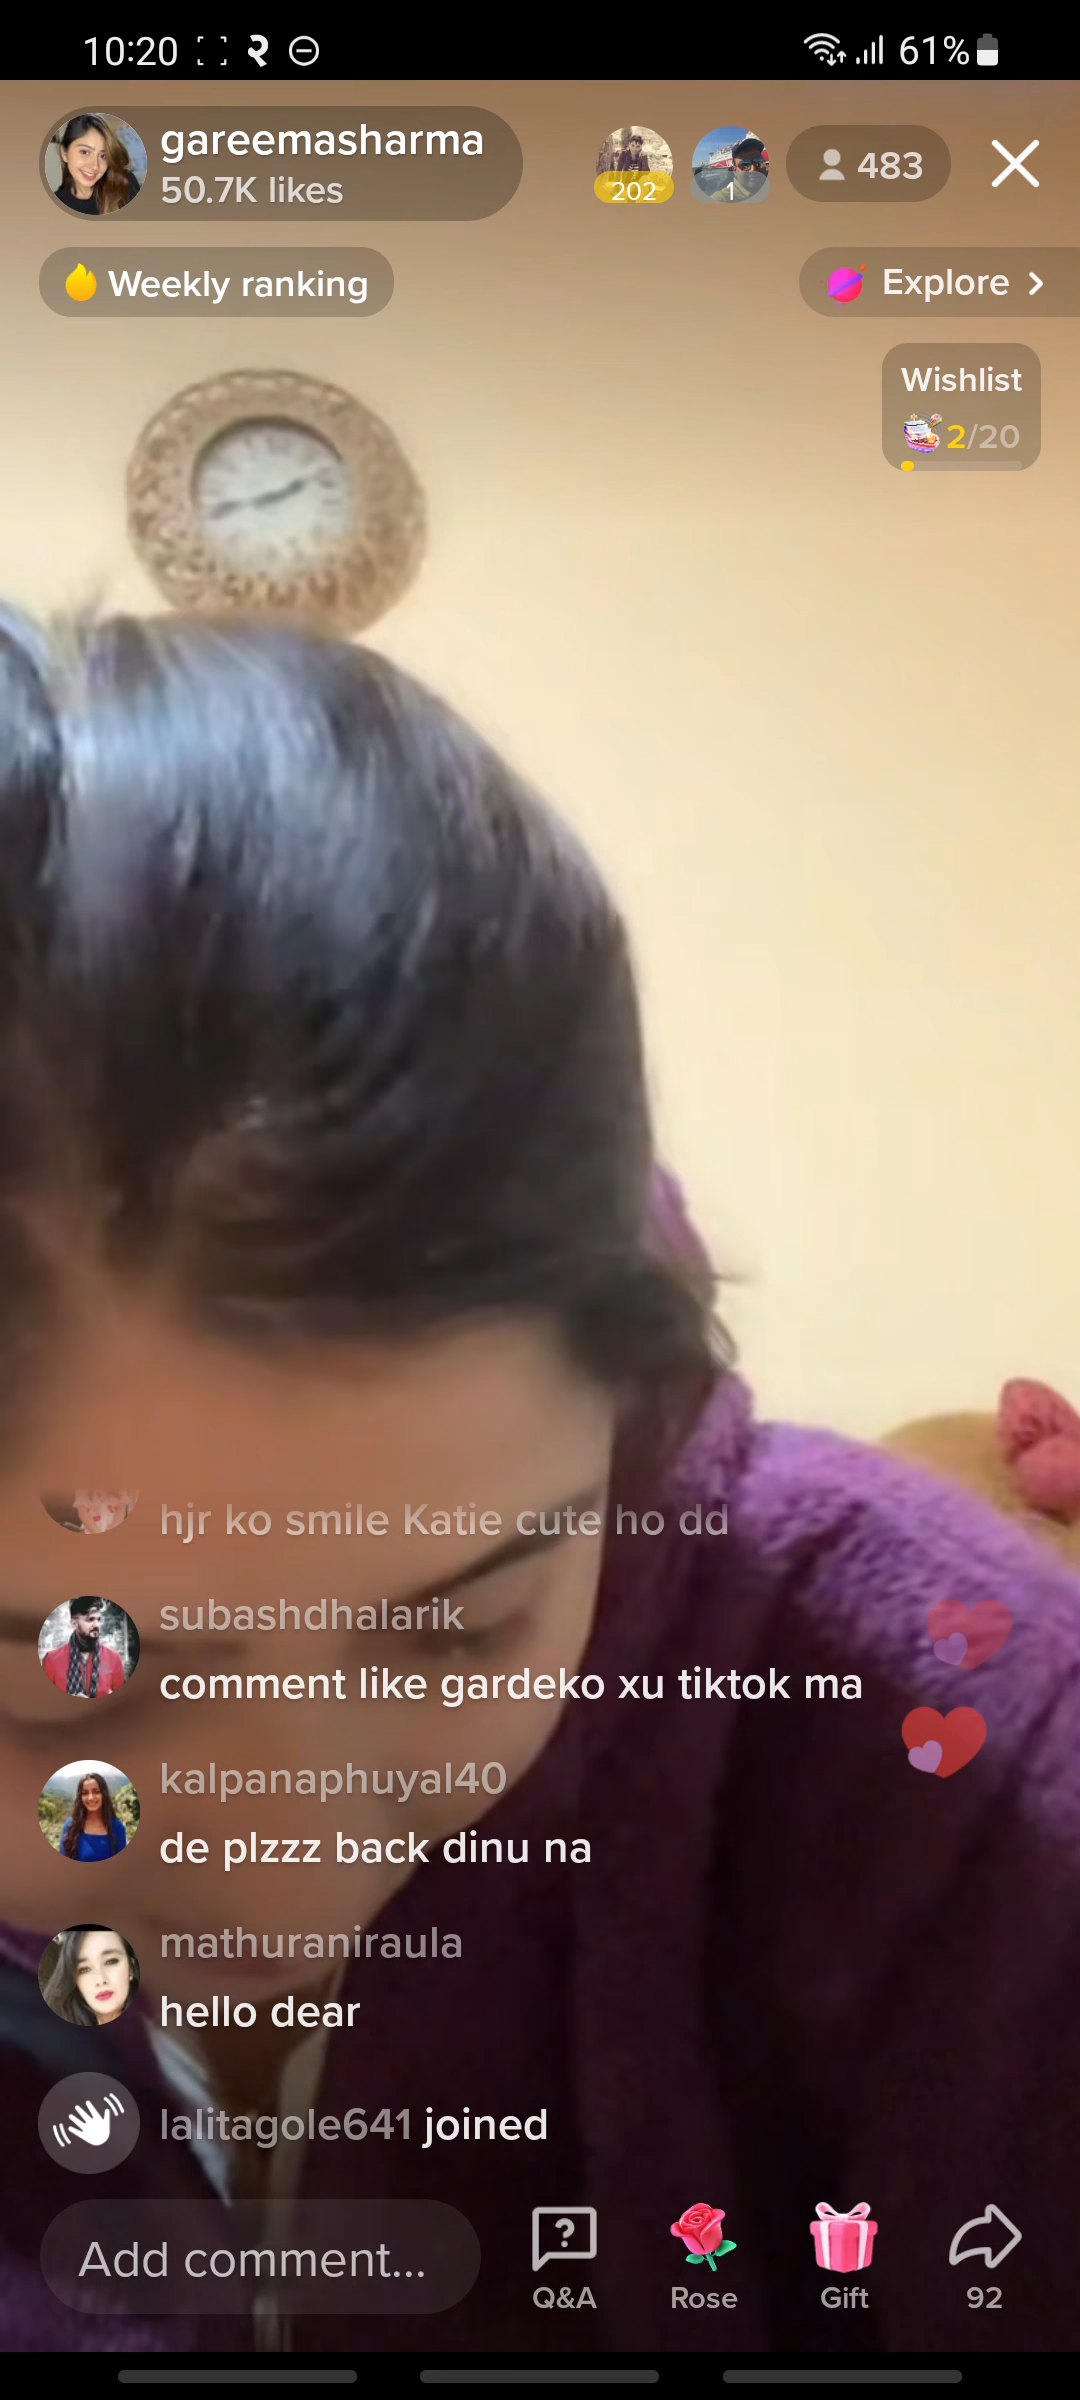 10:20
61%
gareemasharma
50.7K likes
202
1
483
Weekly ranking
Explore
Wishlist
2/20
hjr ko smile Katie cute ho dd
subashdhalarik
comment like gardeko xu tiktok ma
kalpanaphuyal40
de plzzz back dinu na
mathuraniraula
hello dear
lalitagole641 joined
Add comment...
Q&A
Rose
Gift
92